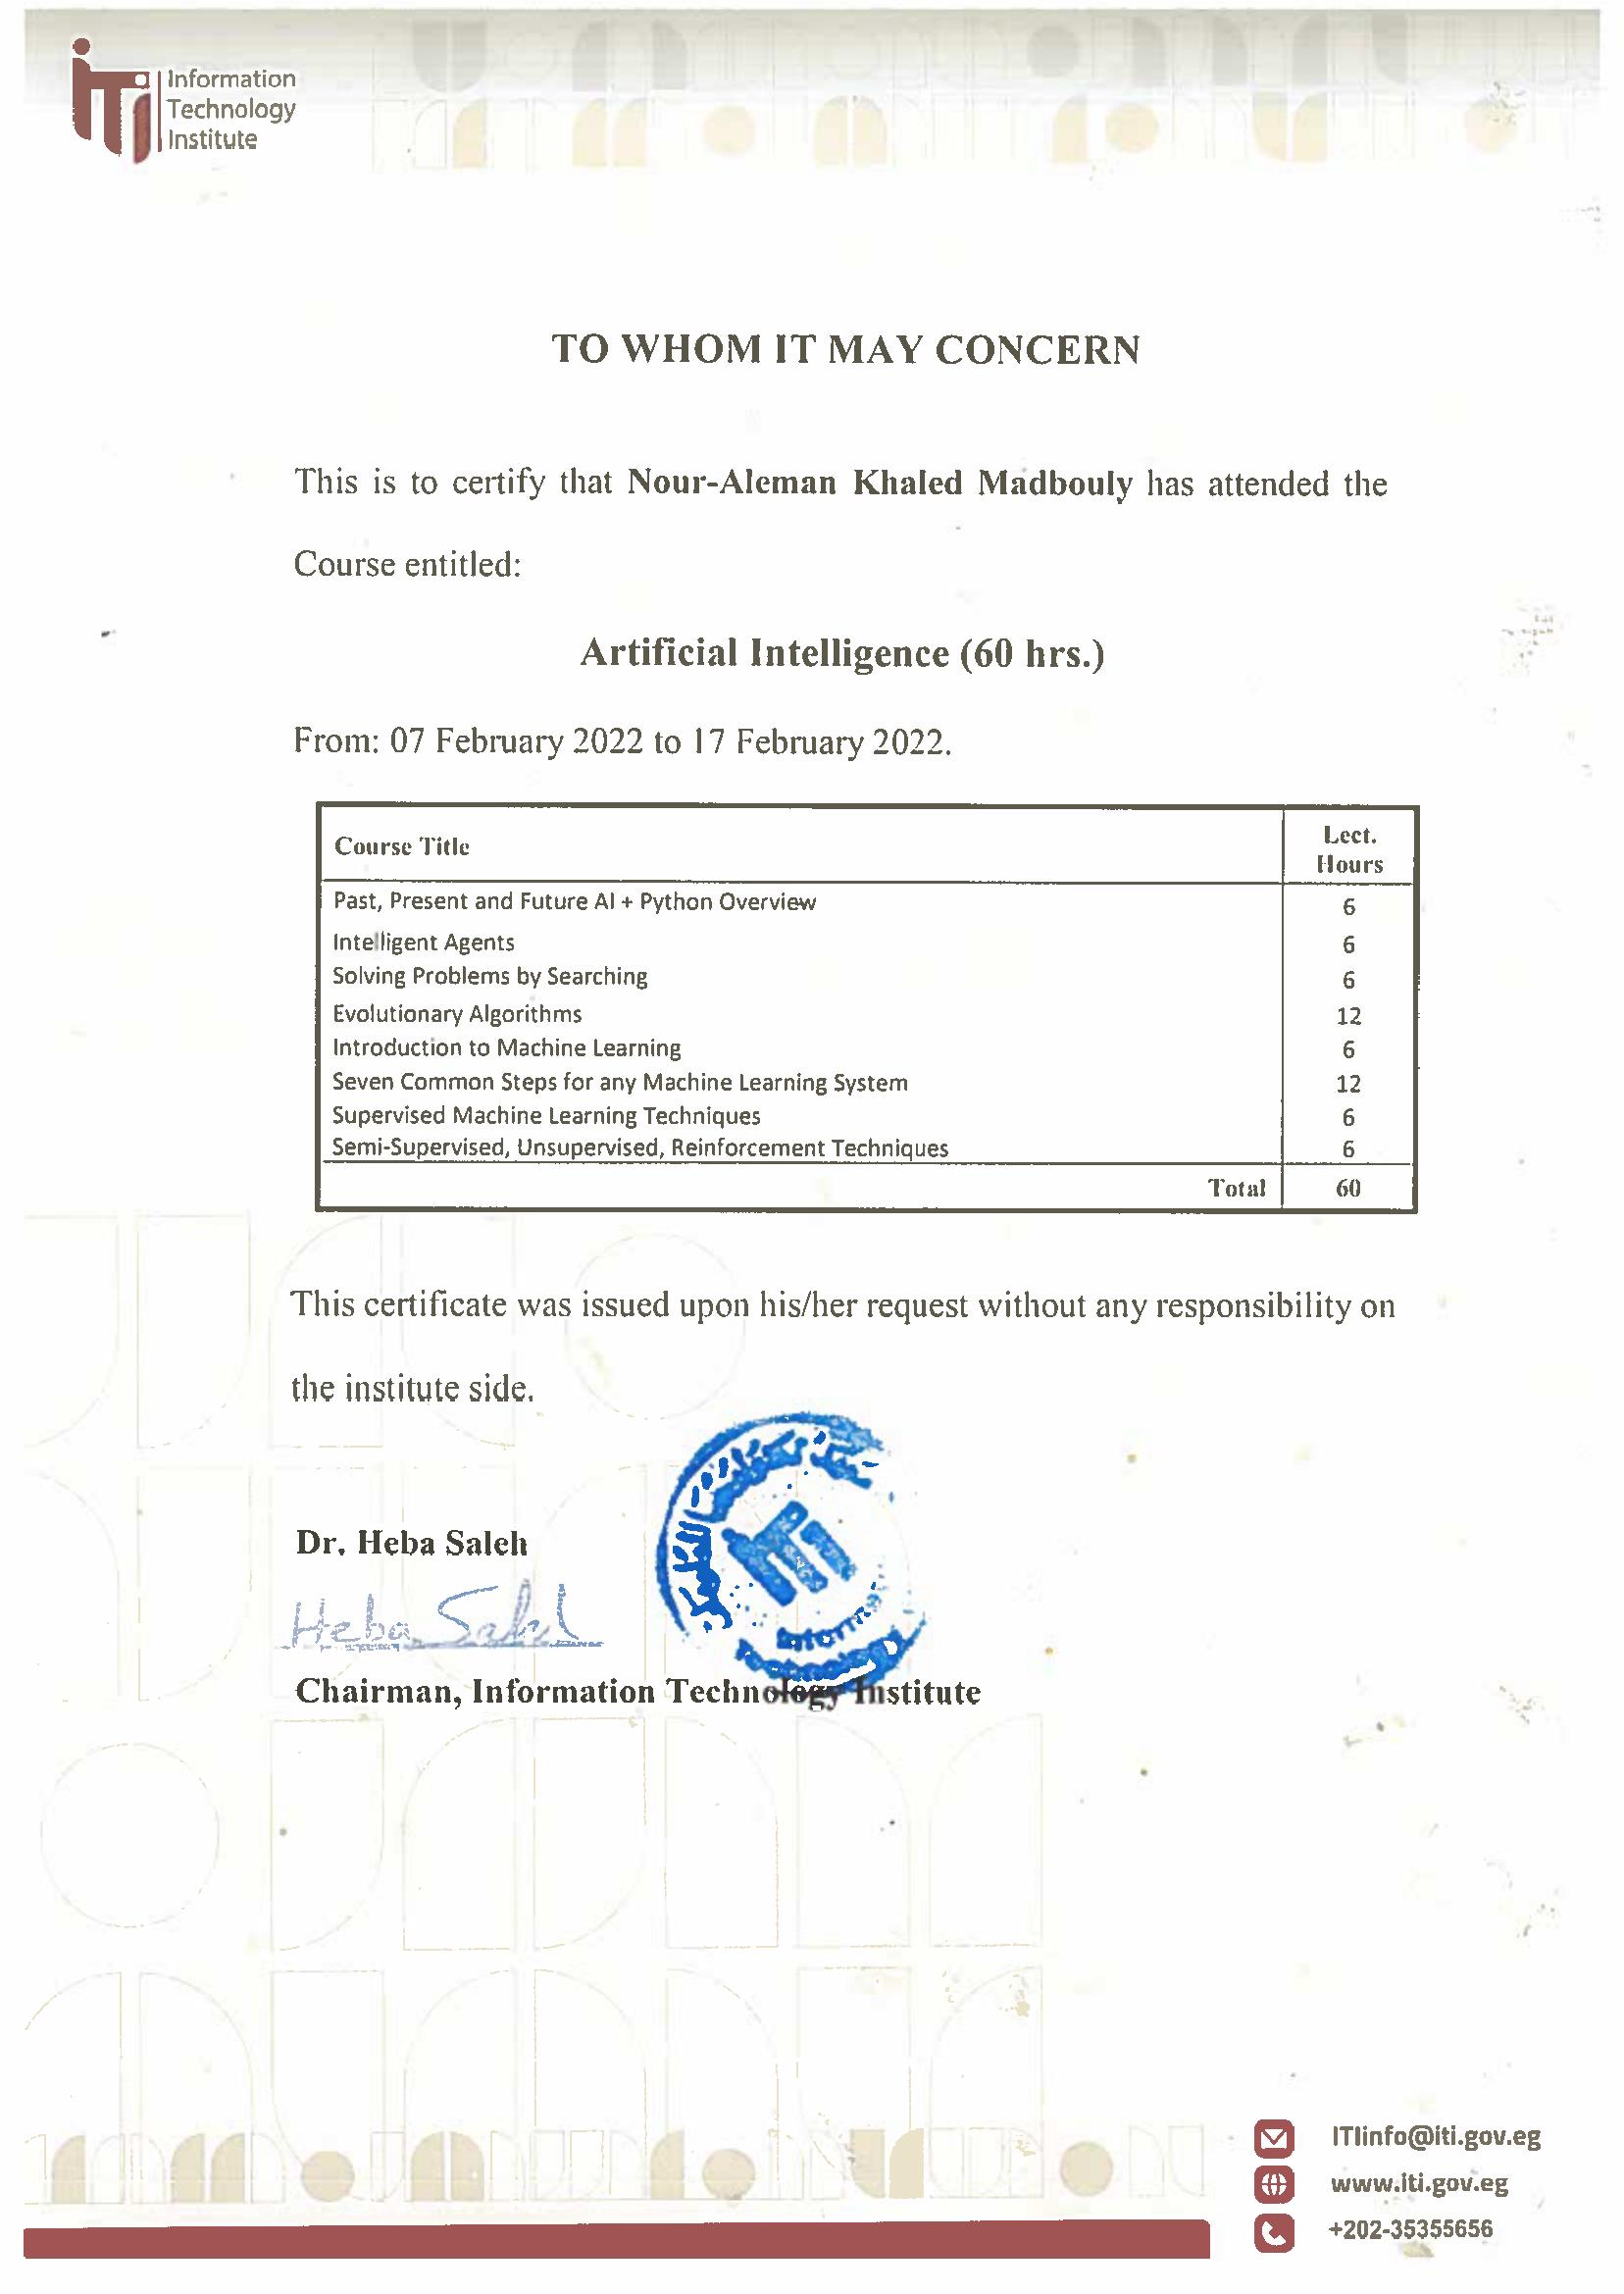 Information
Technology
Institute
TO WHOM IT MAY CONCERN
This is to certify that Nour-Aleman Khaled Madbouly has attended the
Course entitled:
Artificial Intelligence (60 hrs.)
From: 07 February 2022 to 17 February 2022.
Course Title Lect. Hours
Past, Present and Future AI + Python Overview 6
Intelligent Agents 6
Solving Problems by Searching 6
Evolutionary Algorithms 12
Introduction to Machine Learning 6
Seven Common Steps for any Machine Learning System 12
Supervised Machine Learning Techniques 6
Semi-Supervised, Unsupervised, Reinforcement Techniques 6
Total 60
This certificate was issued upon his/her request without any responsibility on
the institute side.
Dr. Heba Saleh
Heba Saleh
Chairman, Information Technology Institute
ITIinfo@iti.gov.eg
www.iti.gov.eg
+202-35355656